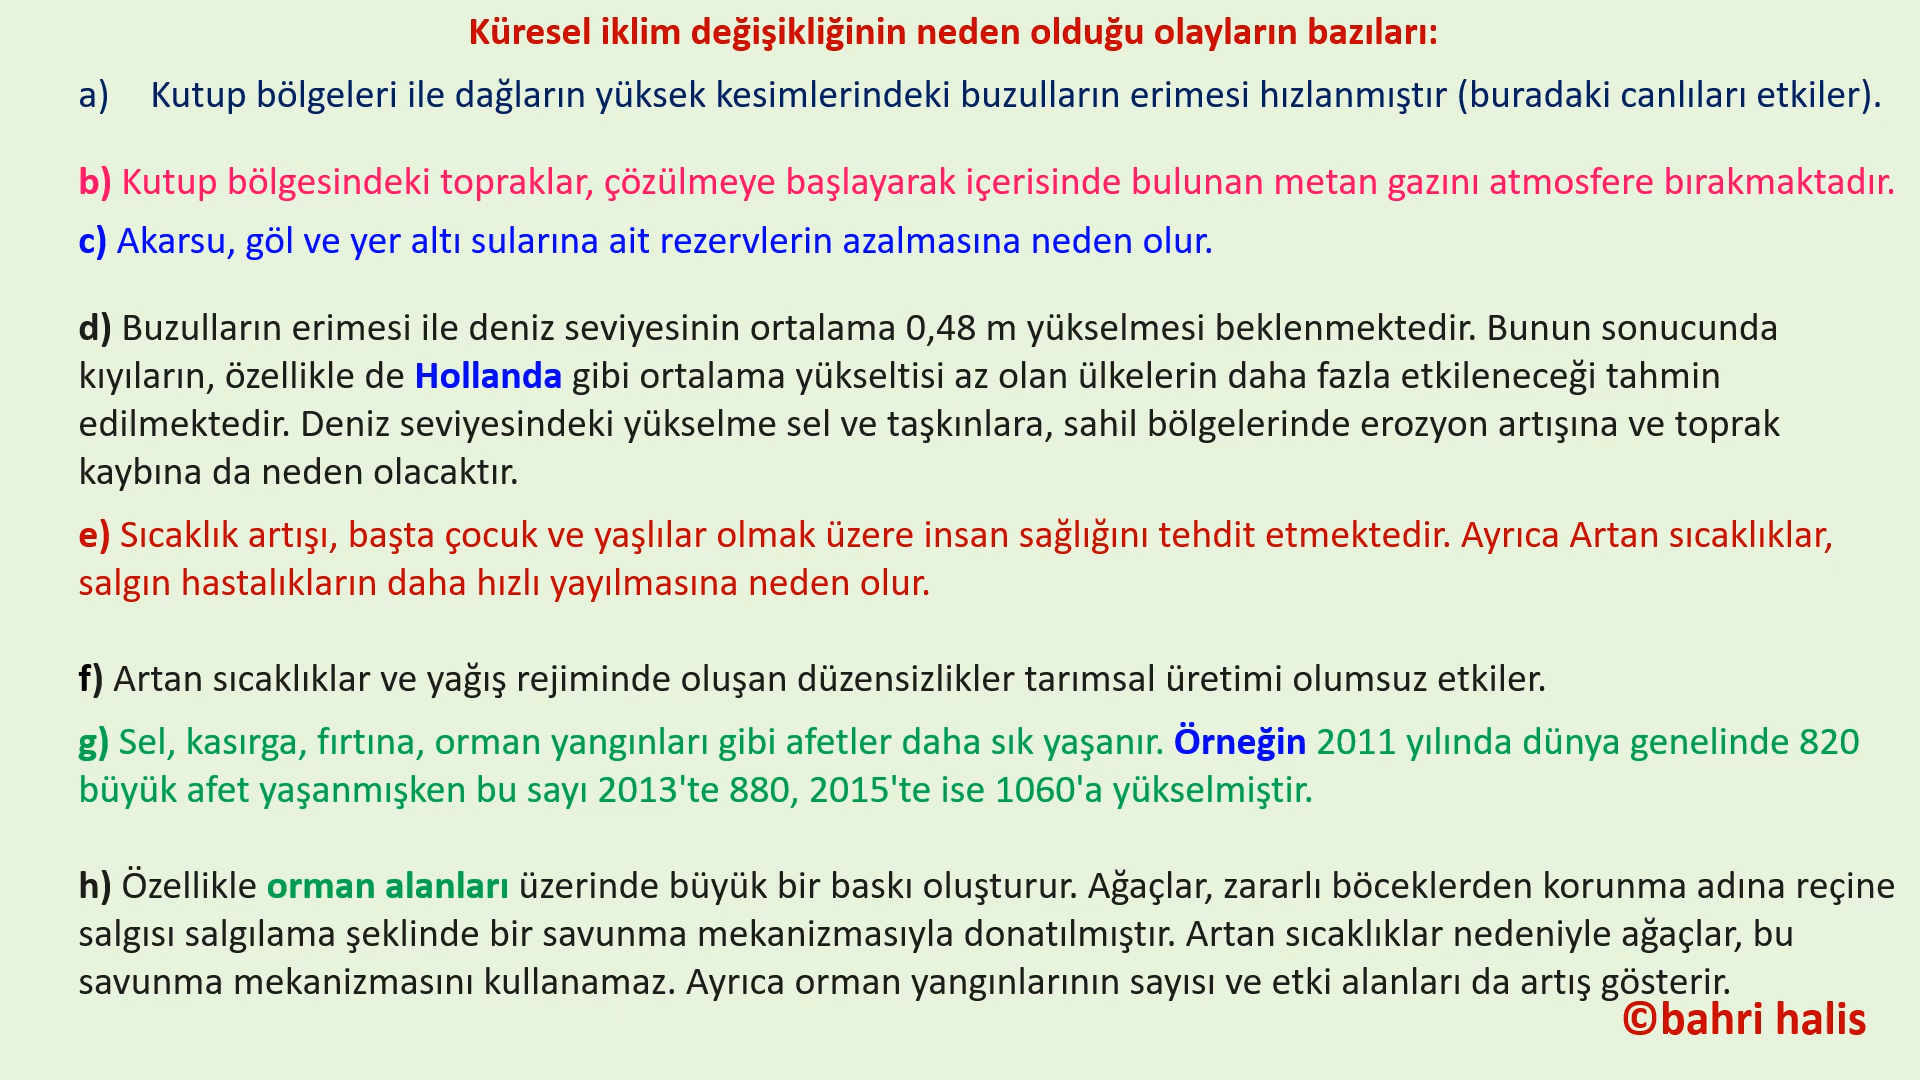 Küresel iklim değişikliğinin neden olduğu olayların bazıları:
a) Kutup bölgeleri ile dağların yüksek kesimlerindeki buzulların erimesi hızlanmıştır (buradaki canlıları etkiler).
b) Kutup bölgesindeki topraklar, çözülmeye başlayarak içerisinde bulunan metan gazını atmosfere bırakmaktadır.
c) Akarsu, göl ve yer altı sularına ait rezervlerin azalmasına neden olur.
d) Buzulların erimesi ile deniz seviyesinin ortalama 0,48 m yükselmesi beklenmektedir. Bunun sonucunda
kıyıların, özellikle de Hollanda gibi ortalama yükseltisi az olan ülkelerin daha fazla etkileneceği tahmin
edilmektedir. Deniz seviyesindeki yükselme sel ve taşkınlara, sahil bölgelerinde erozyon artışına ve toprak
kaybına da neden olacaktır.
e) Sıcaklık artışı, başta çocuk ve yaşlılar olmak üzere insan sağlığını tehdit etmektedir. Ayrıca Artan sıcaklıklar,
salgın hastalıkların daha hızlı yayılmasına neden olur.
f) Artan sıcaklıklar ve yağış rejiminde oluşan düzensizlikler tarımsal üretimi olumsuz etkiler.
g) Sel, kasırga, fırtına, orman yangınları gibi afetler daha sık yaşanır. Örneğin 2011 yılında dünya genelinde 820
büyük afet yaşanmışken bu sayı 2013'te 880, 2015'te ise 1060'a yükselmiştir.
h) Özellikle orman alanları üzerinde büyük bir baskı oluşturur. Ağaçlar, zararlı böceklerden korunma adına reçine
salgısı salgılama şeklinde bir savunma mekanizmasıyla donatılmıştır. Artan sıcaklıklar nedeniyle ağaçlar, bu
savunma mekanizmasını kullanamaz. Ayrıca orman yangınlarının sayısı ve etki alanları da artış gösterir.
©bahri halis